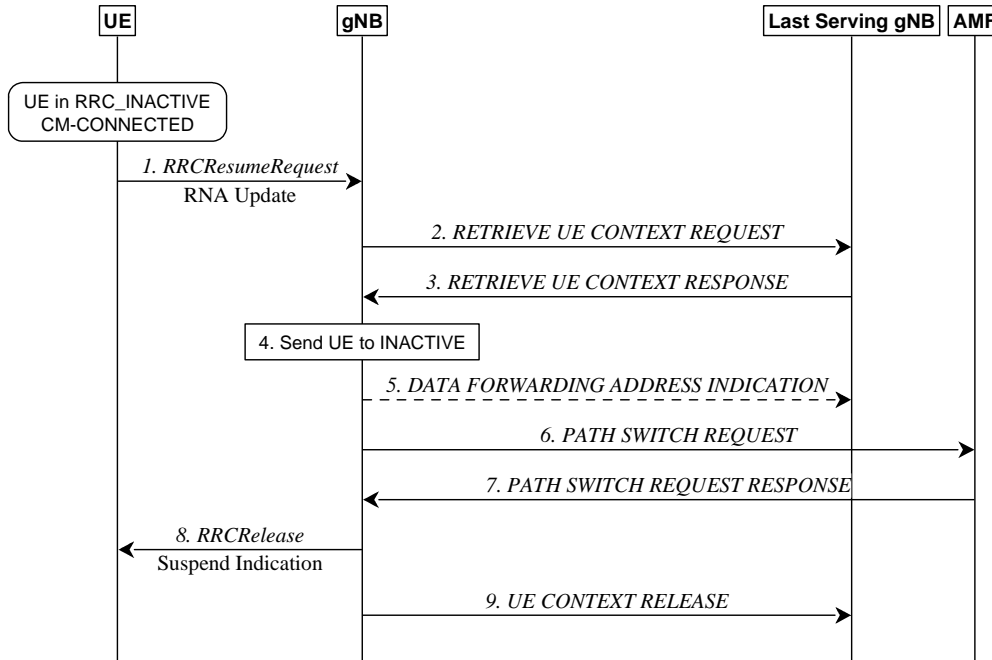 UE
gNB
Last Serving gNB
AMF
UE in RRC_INACTIVE
CM-CONNECTED
1. RRCResumeRequest
RNA Update
2. RETRIEVE UE CONTEXT REQUEST
3. RETRIEVE UE CONTEXT RESPONSE
4. Send UE to INACTIVE
5. DATA FORWARDING ADDRESS INDICATION
6. PATH SWITCH REQUEST
7. PATH SWITCH REQUEST RESPONSE
8. RRCRelease
Suspend Indication
9. UE CONTEXT RELEASE